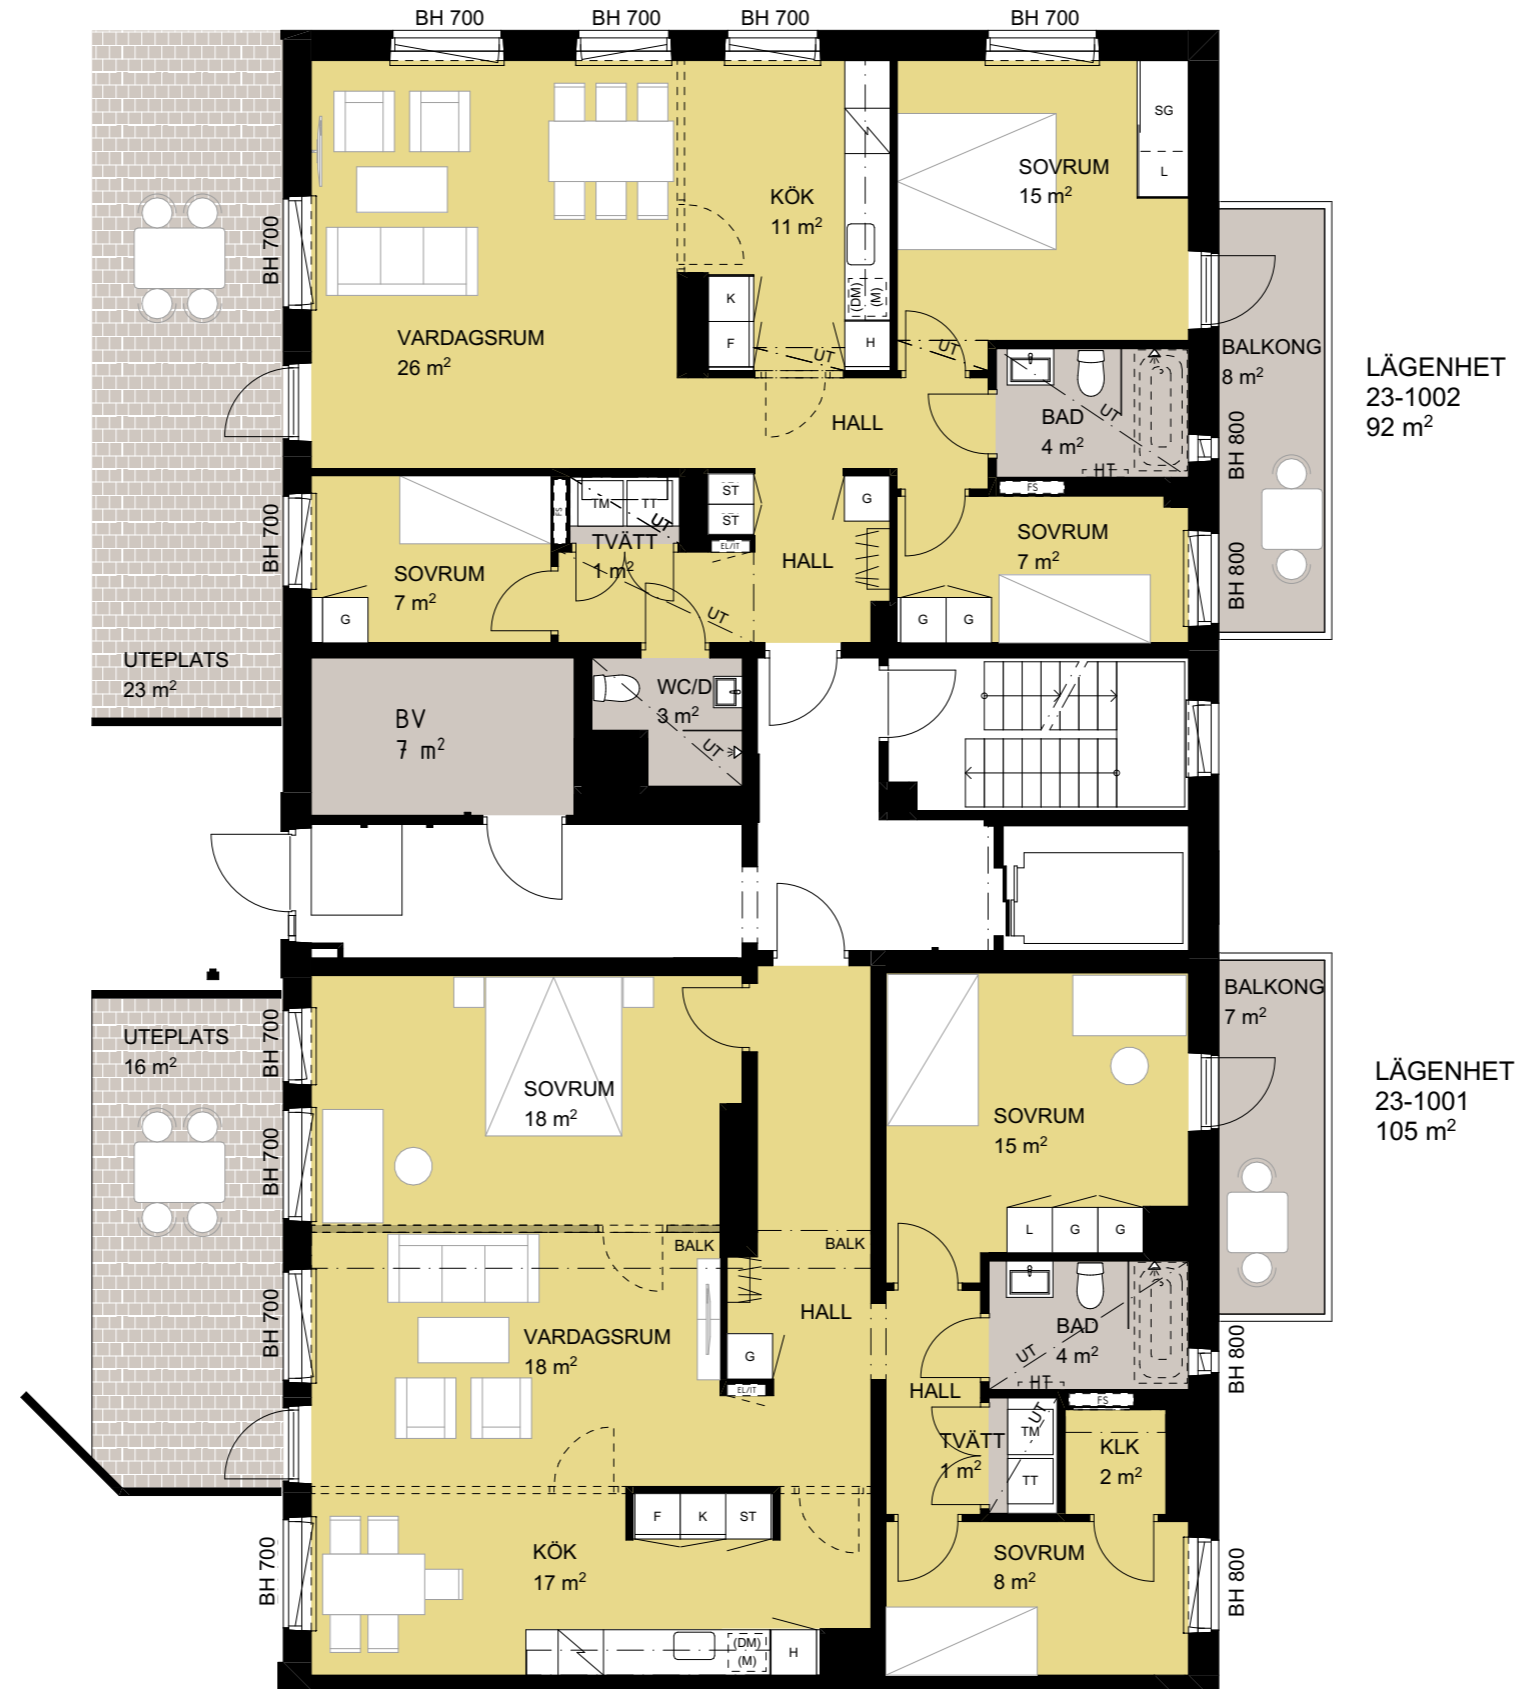 BH 700
BH 700
BH 700
BH 700
SG
L
SOVRUM
15 m²
KÖK
11 m²
BH 700
(DM)
(M)
K
F
H
UT
UT
VARDAGSRUM
26 m²
BALKONG
8 m²
LÄGENHET
23-1002
92 m²
HALL
BAD
4 m²
UT
HT
BH 800
FS
ST
ST
G
TM
TT
UT
FS
BH 700
TVÄTT
1 m²
EL/IT
HALL
SOVRUM
7 m²
BH 800
SOVRUM
7 m²
G
G
G
UT
UTEPLATS
23 m²
WC/D
3 m²
UT
BV
7 m²
BALKONG
7 m²
UTEPLATS
16 m²
BH 700
SOVRUM
18 m²
BH 700
SOVRUM
15 m²
LÄGENHET
23-1001
105 m²
L
G
G
BALK
BALK
BH 700
VARDAGSRUM
18 m²
HALL
G
EL/IT
BAD
4 m²
UT
HT
BH 800
HALL
FS
TVÄTT
1 m²
TM
TT
UT
KLK
2 m²
F
K
ST
KÖK
17 m²
BH 700
SOVRUM
8 m²
BH 800
(DM)
(M)
H